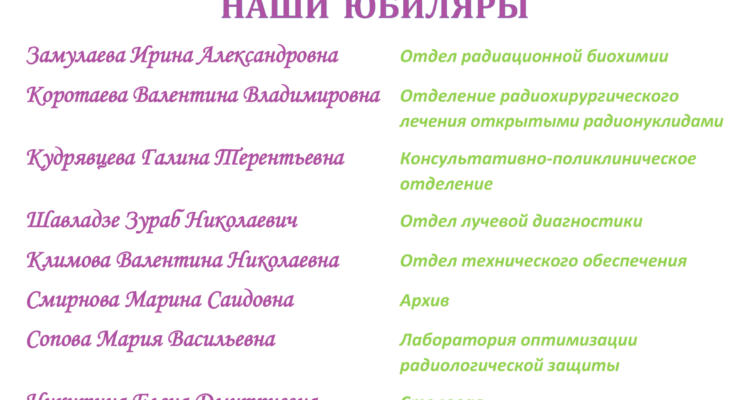 НАШИ ЮБИЛЯРЫ
Замулаева Ирина Александровна Отдел радиационной биохимии
Коротаева Валентина Владимировна Отделение радиохирургического
лечения открытыми радионуклидами
Кудрявцева Галина Терентьевна Консультативно-поликлиническое
отделение
Шавладзе Зураб Николаевич Отдел лучевой диагностики
Климова Валентина Николаевна Отдел технического обеспечения
Смирнова Марина Саидовна Архив
Сопова Мария Васильевна Лаборатория оптимизации
радиологической защиты